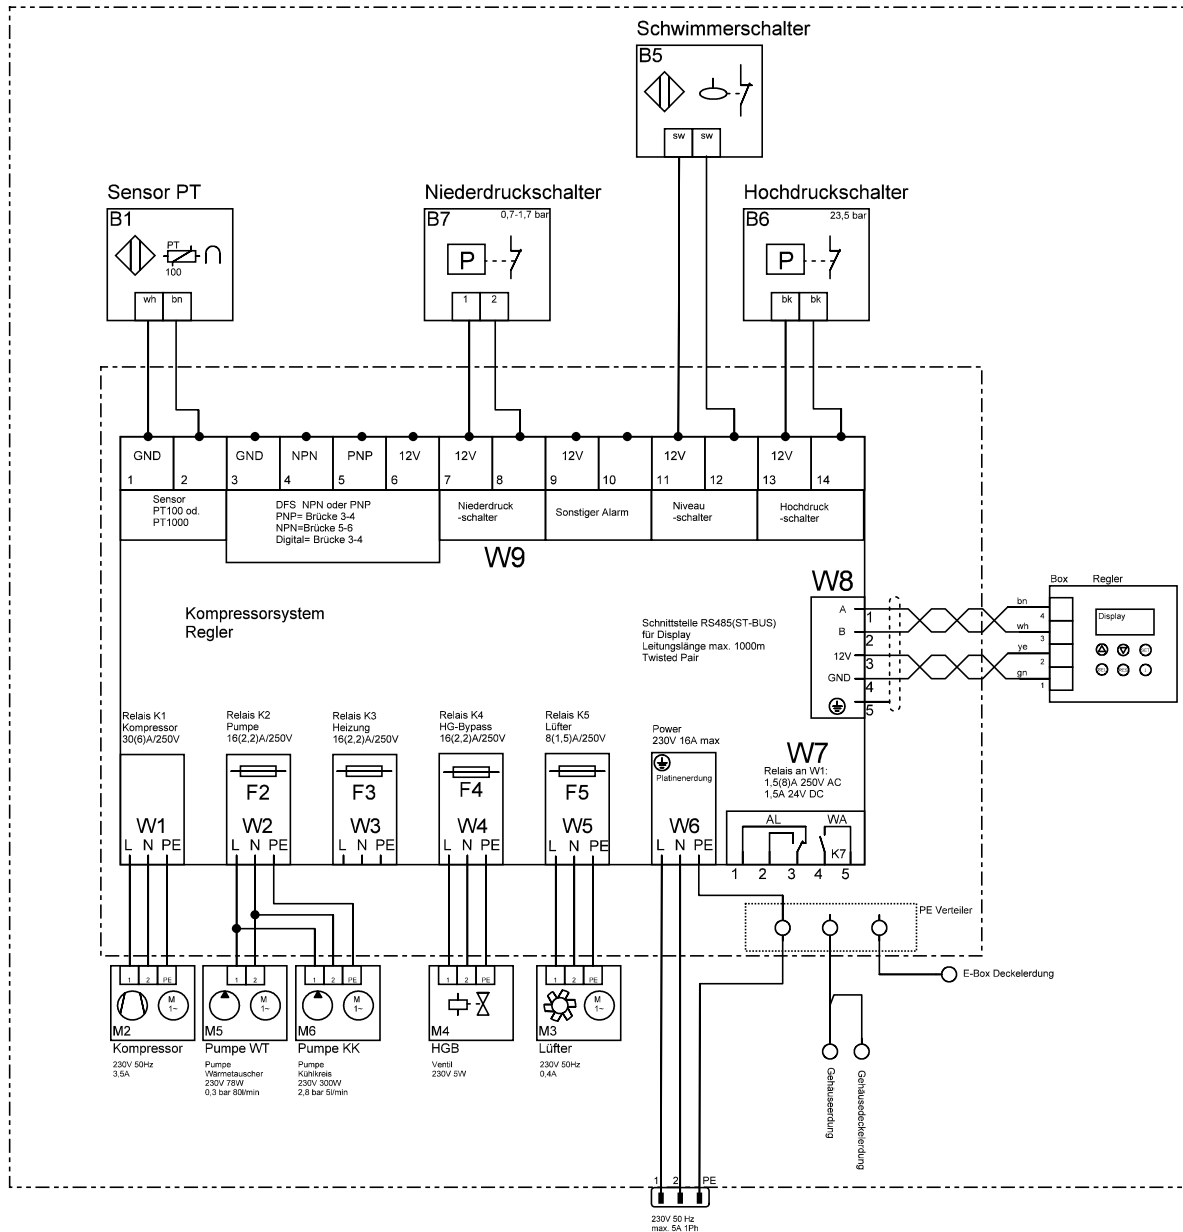 Schwimmerschalter
B5
sw sw
Sensor PT
B1
PT
100
wh bn
Niederdruckschalter
B7
0,7-1,7 bar
P
1 2
Hochdruckschalter
B6
23,5 bar
P
bk bk
GND GND NPN PNP 12V 12V 12V 12V 12V
1 2 3 4 5 6 7 8 9 10 11 12 13 14
Sensor
PT100 od.
PT1000
DFS NPN oder PNP
PNP= Brücke 3-4
NPN=Brücke 5-6
Digital= Brücke 3-4
Niederdruck
-schalter
Sonstiger Alarm
Niveau
-schalter
Hochdruck
-schalter
W9
Kompressorsystem
Regler
Schnittstelle RS485(ST-BUS)
für Display
Leitungslänge max. 1000m
Twisted Pair
W8
A 1
B 2
12V 3
GND 4
5
Box Regler
bn 4
wh 3
ye 2
gn 1
Display
Relais K1
Kompressor
30(6)A/250V
Relais K2
Pumpe
16(2,2)A/250V
Relais K3
Heizung
16(2,2)A/250V
Relais K4
HG-Bypass
16(2,2)A/250V
Relais K5
Lüfter
8(1,5)A/250V
Power
230V 16A max
Platinenerdung
W7
Relais an W1:
1,5(8)A 250V AC
1,5A 24V DC
F2 F3 F4 F5
W1 W2 W3 W4 W5 W6
L N PE L N PE L N PE L N PE L N PE L N PE
AL WA
K7
1 2 3 4 5
PE Verteiler
E-Box Deckelerdung
Gehäuseerdung
Gehäusedeckelerdung
1 2 PE
M
1~
M2
Kompressor
230V 50Hz
3,5A
1 2
M
1~
M5
Pumpe WT
Pumpe
Wärmetauscher
230V 78W
0,3 bar 80l/min
1 2 PE
M
1~
M6
Pumpe KK
Pumpe
Kühlkreis
230V 300W
2,8 bar 5l/min
1 2 PE
M4
HGB
Ventil
230V 5W
1 2 PE
M
1~
M3
Lüfter
230V 50Hz
0,4A
1 2 PE
230V 50 Hz
max. 5A 1Ph